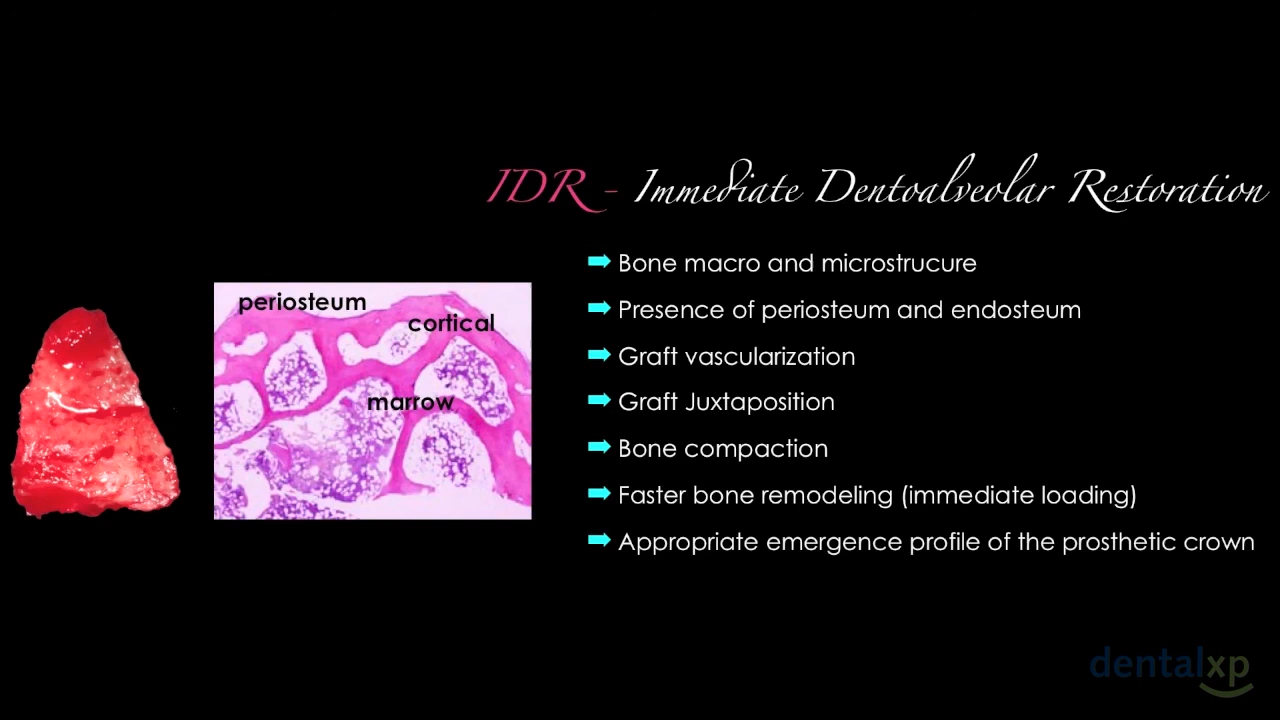 IDR - Immediate Dentoalveolar Restoration
Bone macro and microstrucure
Presence of periosteum and endosteum
Graft vascularization
Graft Juxtaposition
Bone compaction
Faster bone remodeling (immediate loading)
Appropriate emergence profile of the prosthetic crown
periosteum
cortical
marrow
dentalxp